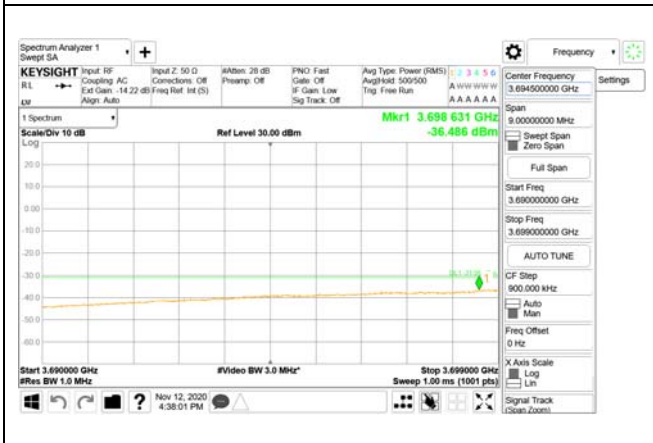 Spectrum Analyzer 1
Swept SA
+
Frequency
KEYSIGHT
Input: RF
Coupling: AC
Ext Gain: -14.22 dB
Align: Auto
Input Z: 50 Ω
Corrections: Off
Freq Ref: Int (S)
#Atten: 28 dB
Preamp: Off
PNO: Fast
Gate: Off
IF Gain: Low
Sig Track: Off
Avg Type: Power (RMS)
Avg|Hold: 500/500
Trig: Free Run
1 2 3 4 5 6
A W W W W W
A A A A A A
RL
1 Spectrum
Scale/Div 10 dB
Log
Ref Level 30.00 dBm
Mkr1 3.698 631 GHz
-36.486 dBm
20.0
10.0
0.00
-10.0
-20.0
-30.0
-40.0
-50.0
-60.0
1
Start 3.690000 GHz
#Res BW 1.0 MHz
#Video BW 3.0 MHz*
Stop 3.699000 GHz
Sweep 1.00 ms (1001 pts)
Nov 12, 2020
4:38:01 PM
?
Center Frequency
3.694500000 GHz
Settings
Span
9.00000000 MHz
Swept Span
Zero Span
Full Span
Start Freq
3.690000000 GHz
Stop Freq
3.699000000 GHz
AUTO TUNE
CF Step
900.000 kHz
Auto
Man
Freq Offset
0 Hz
X Axis Scale
Log
Lin
Signal Track
(Span Zoom)